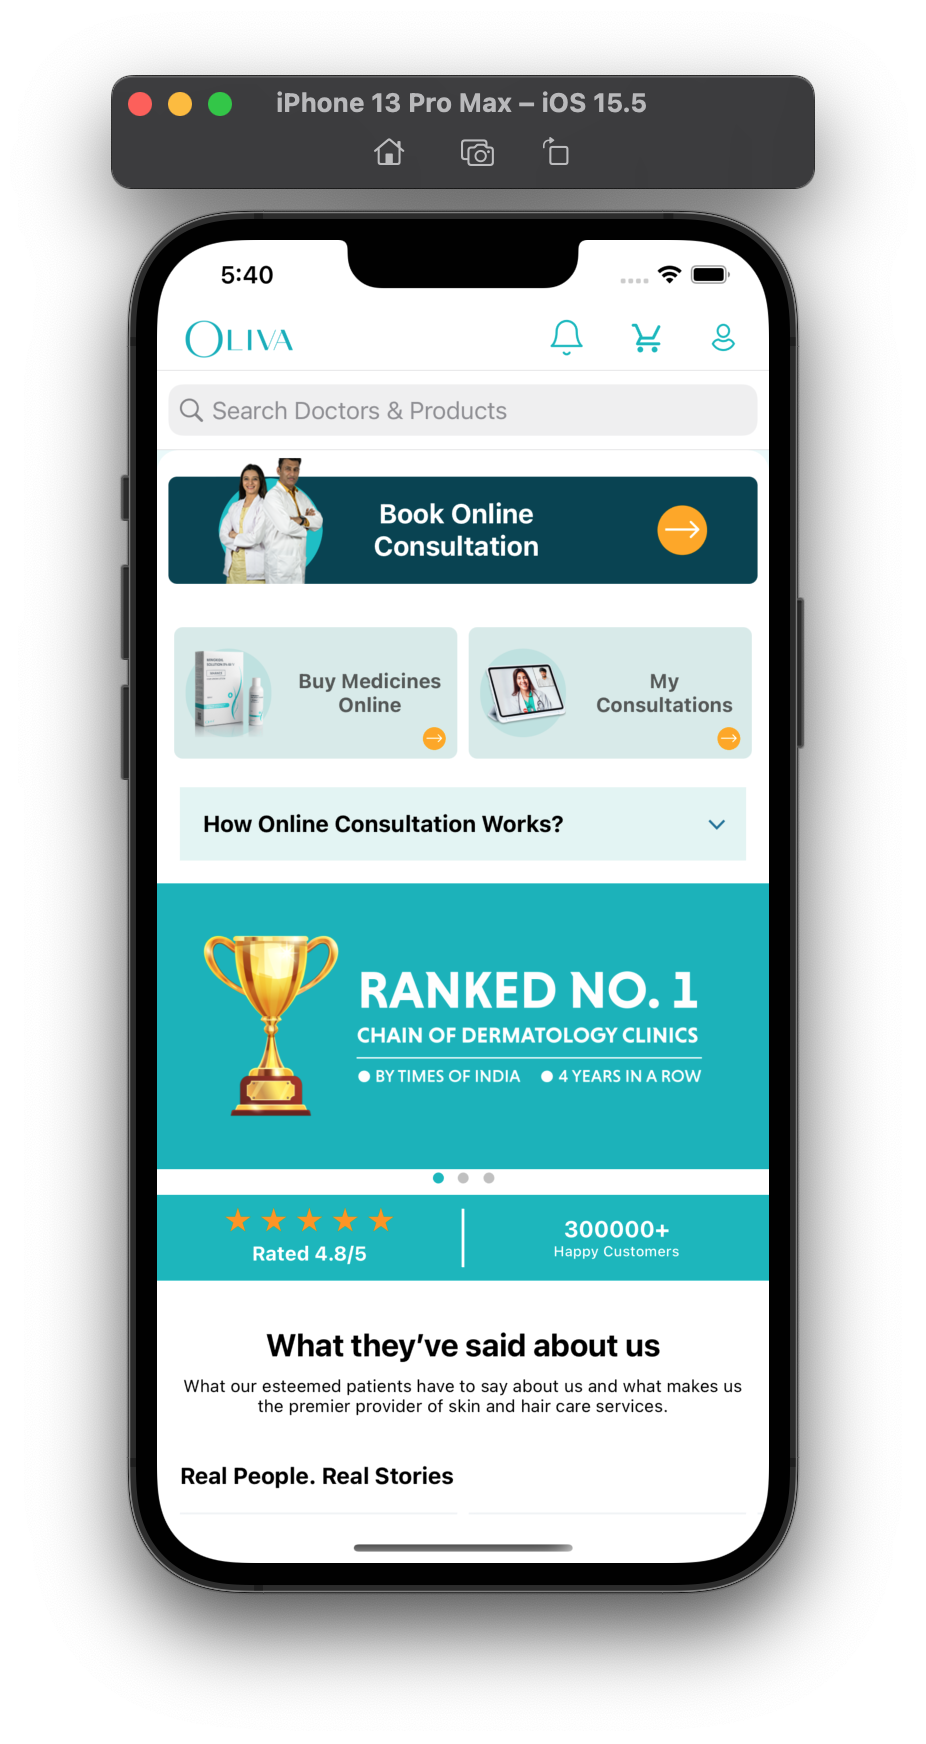 iPhone 13 Pro Max – iOS 15.5
5:40
OLIVA
Search Doctors & Products
Book Online
Consultation
Buy Medicines
Online
My
Consultations
How Online Consultation Works?
RANKED NO. 1
CHAIN OF DERMATOLOGY CLINICS
● BY TIMES OF INDIA ● 4 YEARS IN A ROW
Rated 4.8/5
300000+
Happy Customers
What they’ve said about us
What our esteemed patients have to say about us and what makes us
the premier provider of skin and hair care services.
Real People. Real Stories